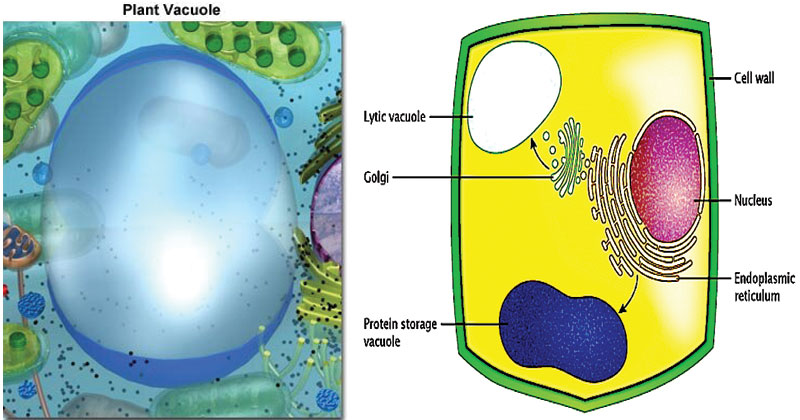 Plant Vacuole
Lytic vacuole
Golgi
Protein storage
vacuole
Cell wall
Nucleus
Endoplasmic
reticulum